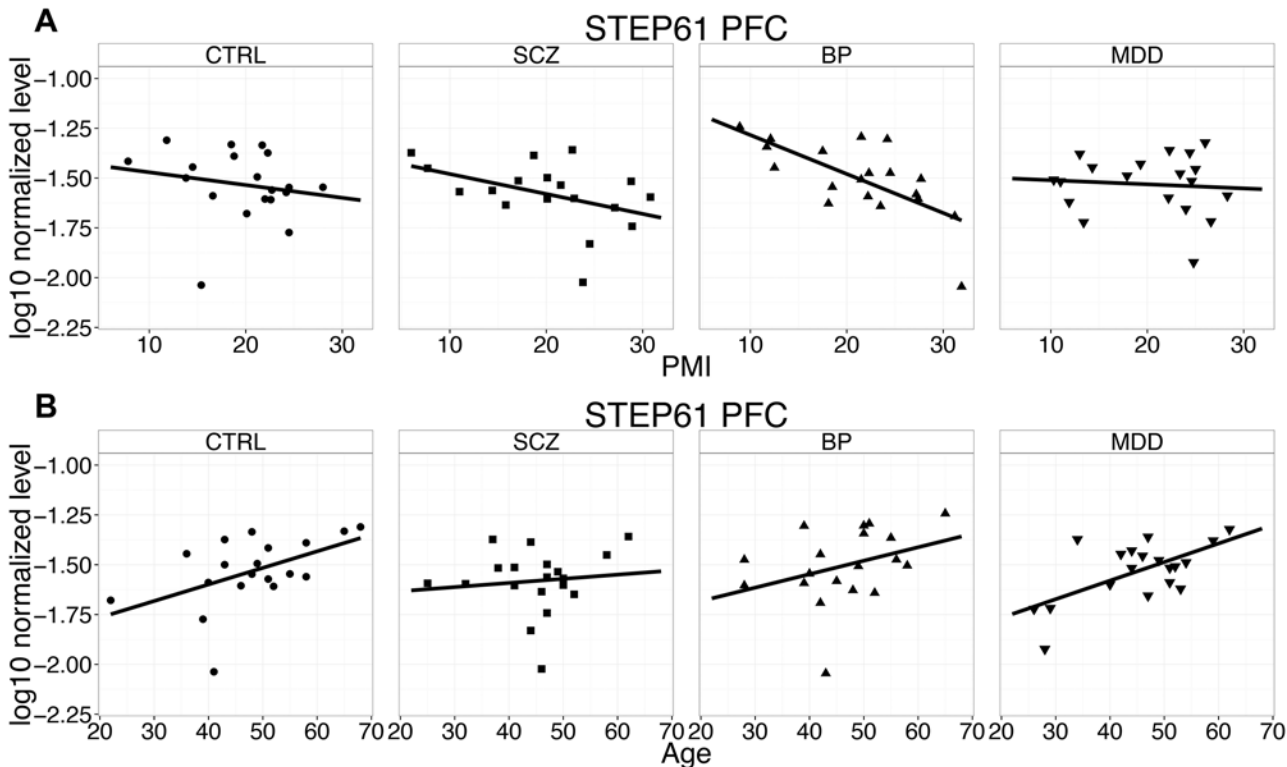 A
STEP61 PFC
CTRL SCZ BP MDD
log10 normalized level
−1.00
−1.25
−1.50
−1.75
−2.00
−2.25
10 20 30 10 20 30 10 20 30 10 20 30
PMI
B
STEP61 PFC
CTRL SCZ BP MDD
log10 normalized level
−1.00
−1.25
−1.50
−1.75
−2.00
−2.25
20 30 40 50 60 70 20 30 40 50 60 70 20 30 40 50 60 70 20 30 40 50 60 70
Age